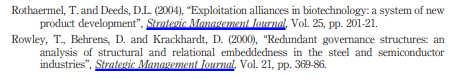 Rothaermel, T. and Deeds, D.L. (2004), “Exploitation alliances in biotechnology: a system of new
product development”, Strategic Management Journal, Vol. 25, pp. 201-21.
Rowley, T., Behrens, D. and Krackhardt, D. (2000), “Redundant governance structures: an
analysis of structural and relational embeddedness in the steel and semiconductor
industries”, Strategic Management Journal, Vol. 21, pp. 369-86.